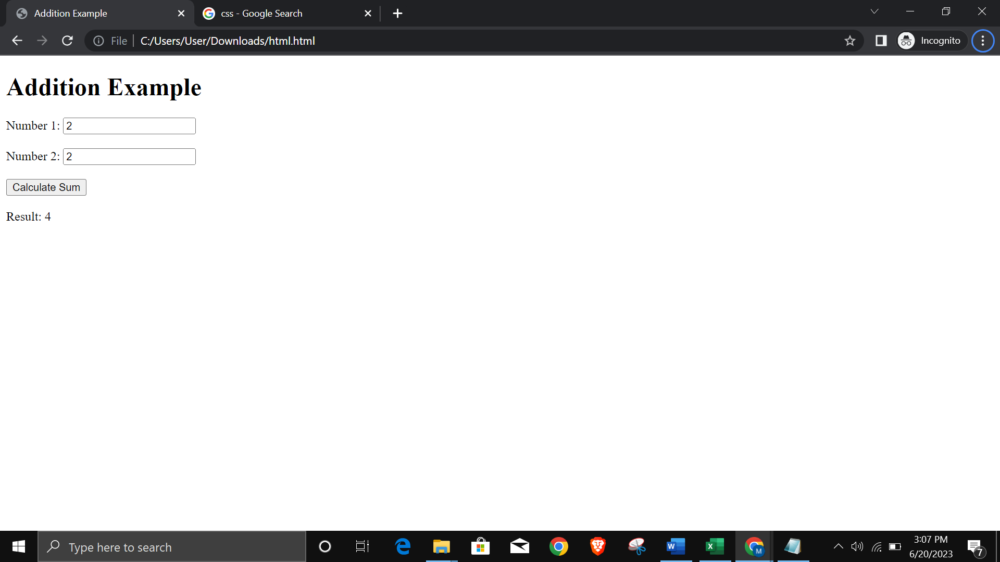 Addition Example
css - Google Search
File
C:/Users/User/Downloads/html.html
Incognito
Addition Example
Number 1: 2
Number 2: 2
Calculate Sum
Result: 4
Type here to search
W
X
M
3:07 PM
6/20/2023
7